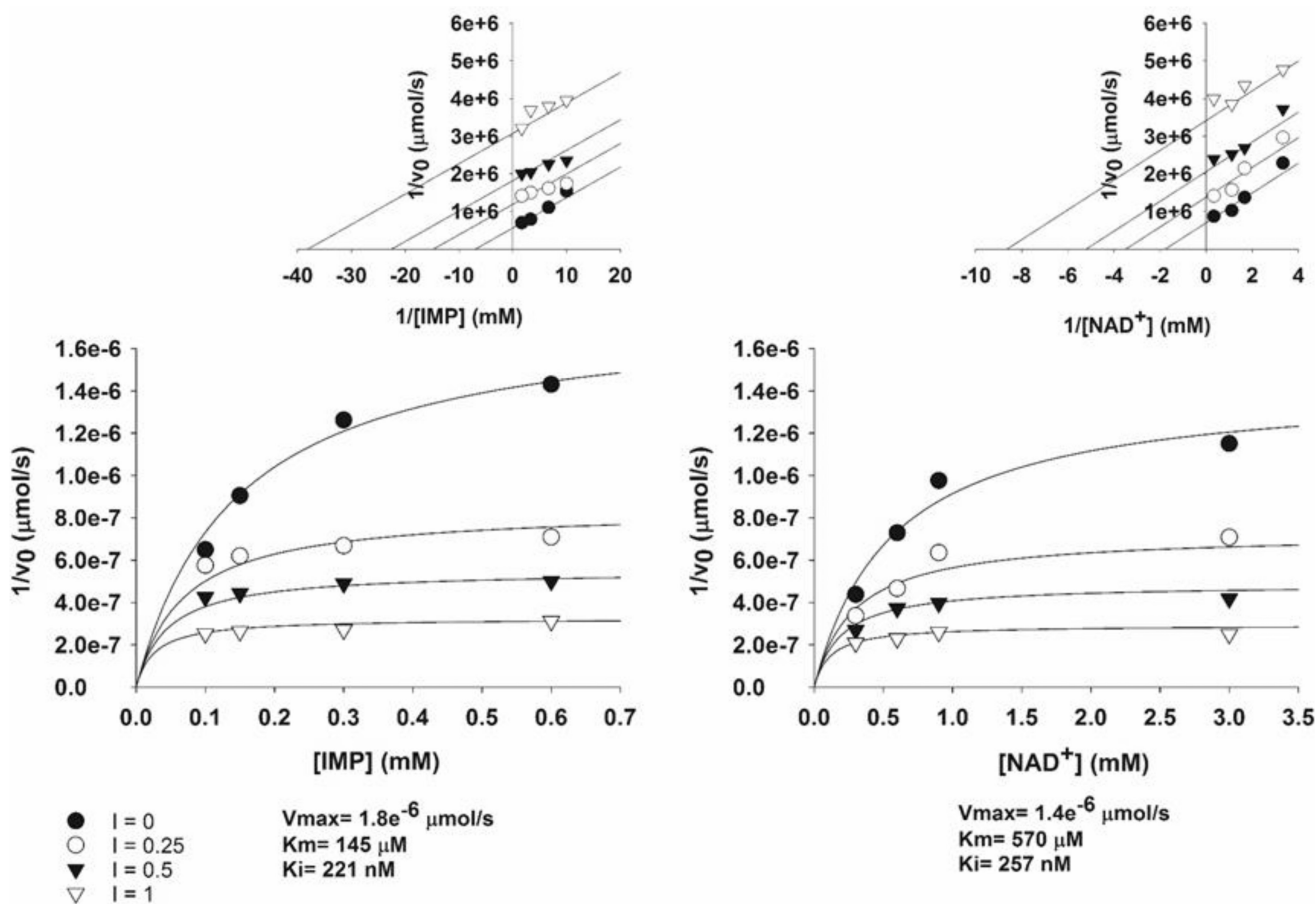 6e+6
5e+6
4e+6
3e+6
2e+6
1e+6
1/v0 (μmol/s)
-40 -30 -20 -10 0 10 20
1/[IMP] (mM)
6e+6
5e+6
4e+6
3e+6
2e+6
1e+6
1/v0 (μmol/s)
-10 -8 -6 -4 -2 0 2 4
1/[NAD+] (mM)
1.6e-6
1.4e-6
1.2e-6
1.0e-6
8.0e-7
6.0e-7
4.0e-7
2.0e-7
0.0
1/v0 (μmol/s)
0.0 0.1 0.2 0.3 0.4 0.5 0.6 0.7
[IMP] (mM)
1.6e-6
1.4e-6
1.2e-6
1.0e-6
8.0e-7
6.0e-7
4.0e-7
2.0e-7
0.0
1/v0 (μmol/s)
0.0 0.5 1.0 1.5 2.0 2.5 3.0 3.5
[NAD+] (mM)
I = 0
I = 0.25
I = 0.5
I = 1
Vmax= 1.8e-6 μmol/s
Km= 145 μM
Ki= 221 nM
Vmax= 1.4e-6 μmol/s
Km= 570 μM
Ki= 257 nM